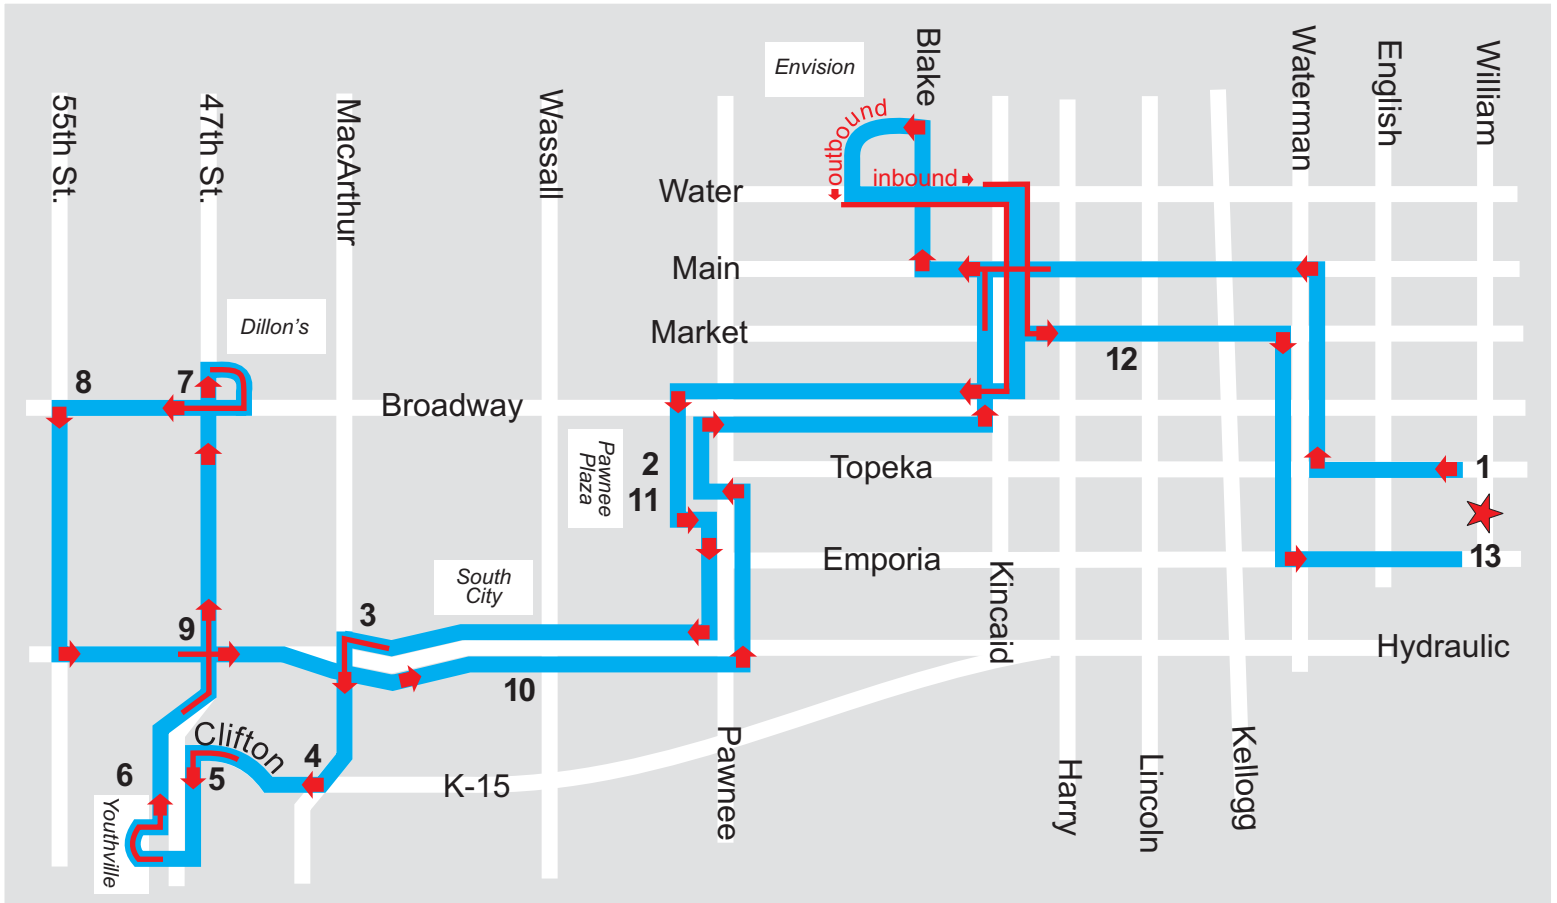 55th St.
47th St.
MacArthur
Wassall
Envision
Blake
Waterman
English
William
outbound
inbound
Water
Main
Market
Dillon's
12
8
7
Broadway
Pawnee
Plaza
2
11
Topeka
1
Emporia
13
South
City
Kincaid
3
9
Hydraulic
10
Clifton
4
6
5
K-15
Youthville
Pawnee
Harry
Lincoln
Kellogg